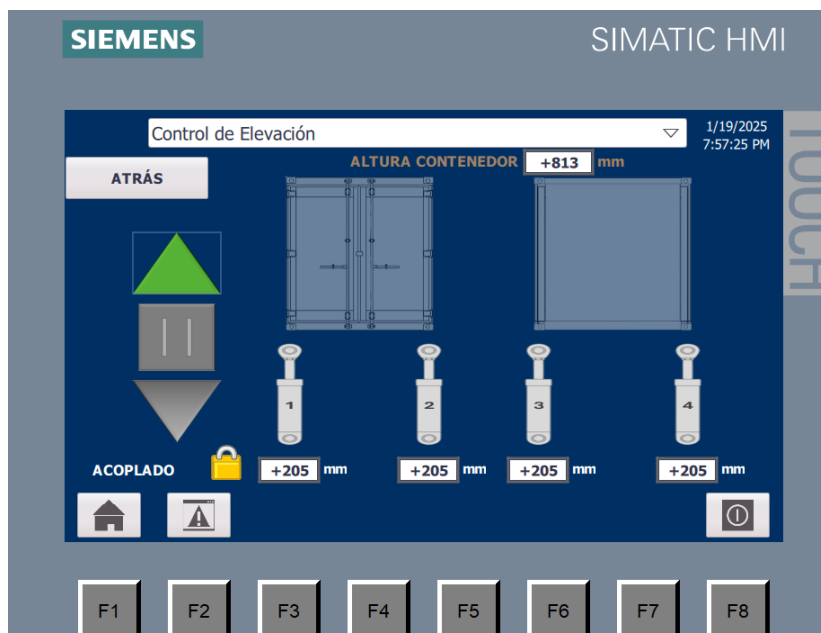 SIEMENS
SIMATIC HMI
TOUCH
Control de Elevación
1/19/2025
7:57:25 PM
ATRÁS
ALTURA CONTENEDOR +813 mm
1 2 3 4
ACOPLADO +205 mm +205 mm +205 mm +205 mm
F1 F2 F3 F4 F5 F6 F7 F8